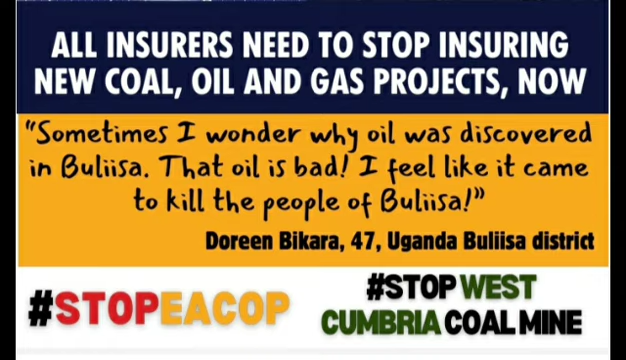 ALL INSURERS NEED TO STOP INSURING
NEW COAL, OIL AND GAS PROJECTS, NOW
"Sometimes I wonder why oil was discovered
in Buliisa. That oil is bad! I feel like it came
to kill the people of Buliisa!"
Doreen Bikara, 47, Uganda Buliisa district
#STOPEACOP
#STOP WEST
CUMBRIA COAL MINE